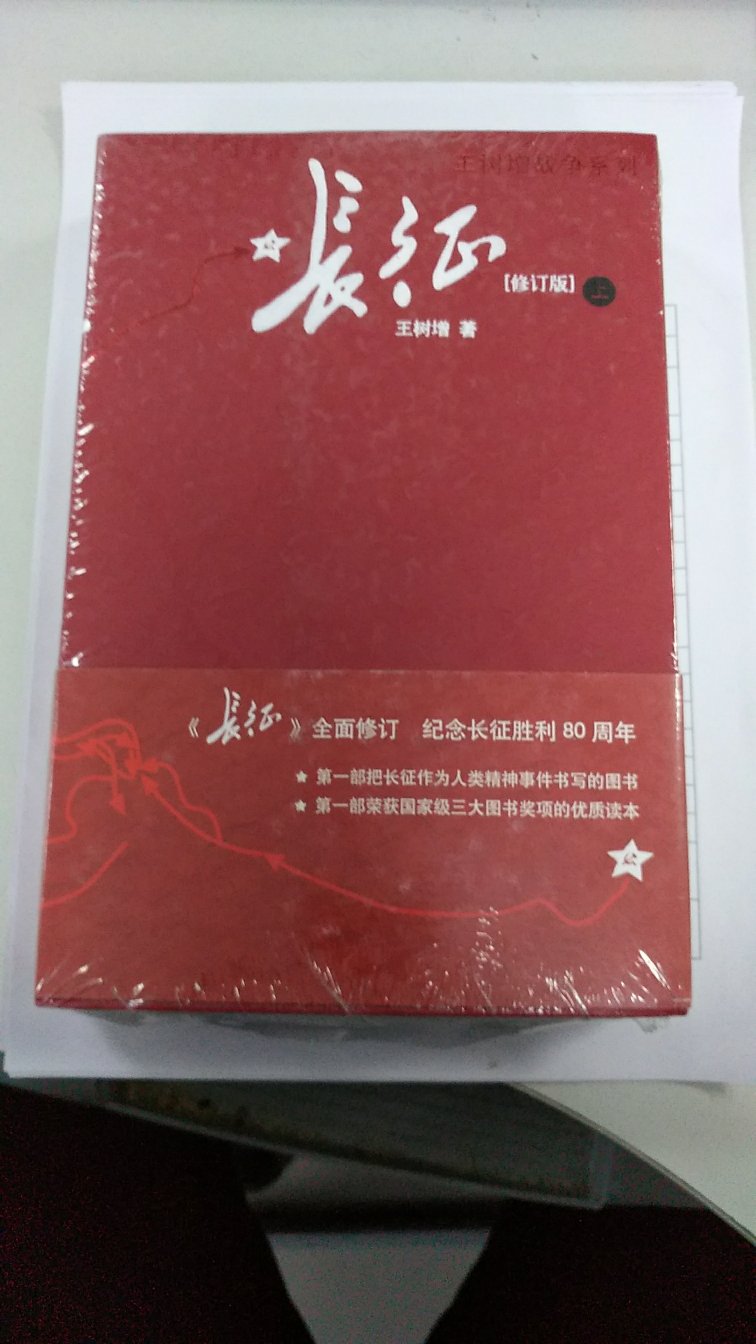 王树增战争系列
長征
[修订版] 上
王树增 著
《長征》全面修订 纪念长征胜利80周年
★ 第一部把长征作为人类精神事件书写的图书
★ 第一部荣获国家级三大图书奖项的优质读本